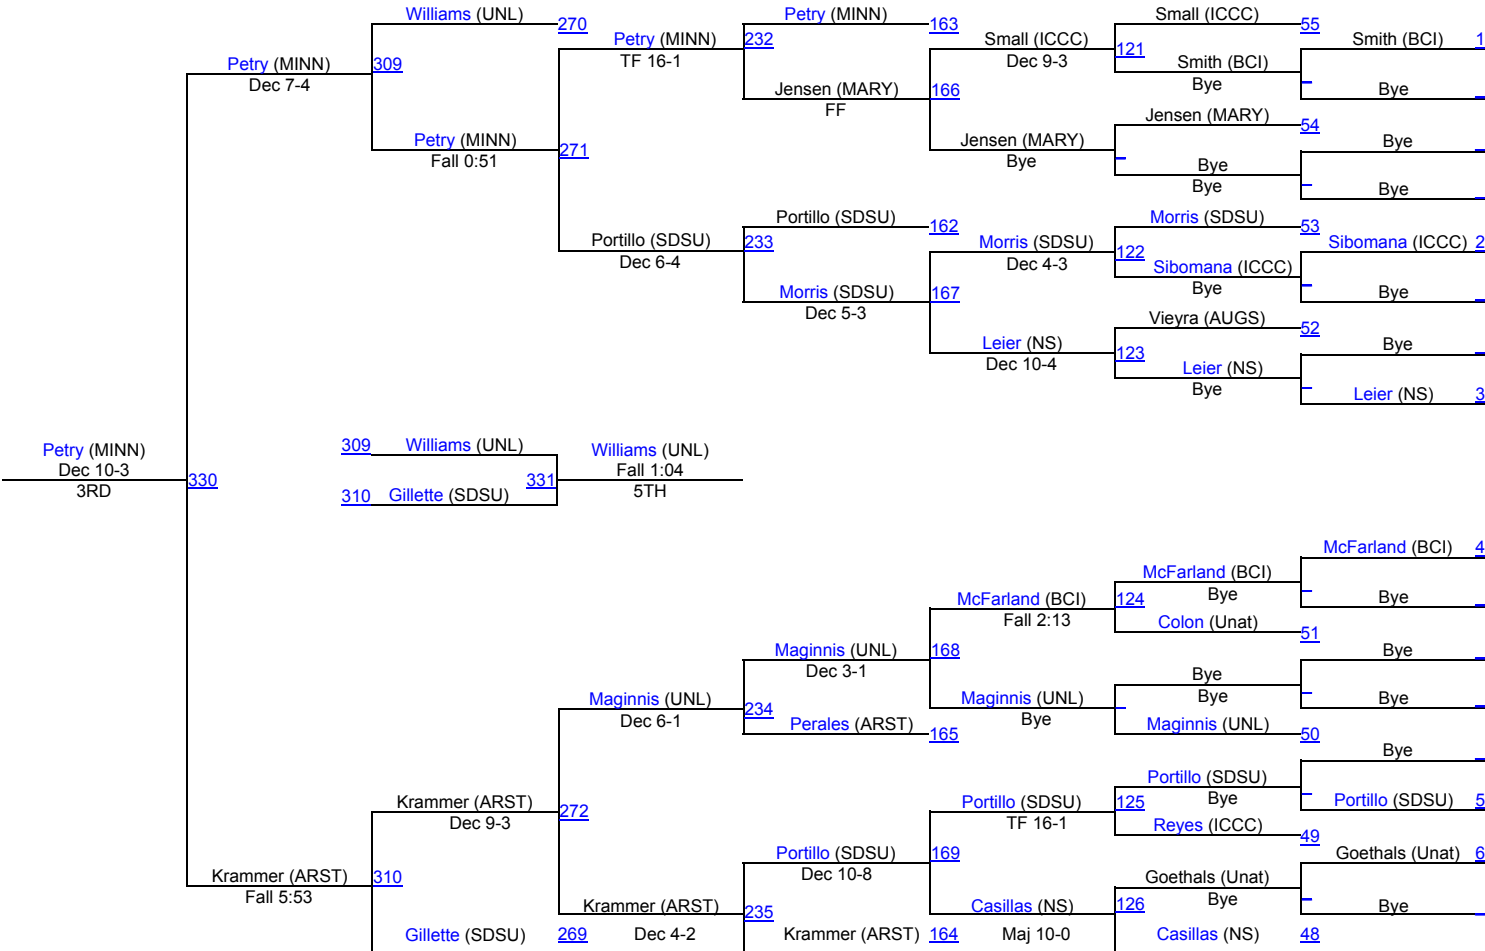 Williams (UNL) 270
Petry (MINN) 163
Small (ICCC) 55
Petry (MINN) 232
TF 16-1
Small (ICCC) 121
Dec 9-3
Smith (BCI) 1
Petry (MINN) 309
Dec 7-4
Smith (BCI)
Bye
Bye
Jensen (MARY) 166
FF
Jensen (MARY) 54
Petry (MINN) 271
Fall 0:51
Jensen (MARY)
Bye
Bye
Bye
Bye
Bye
Portillo (SDSU) 162
Morris (SDSU) 53
Portillo (SDSU) 233
Dec 6-4
Morris (SDSU) 122
Dec 4-3
Sibomana (ICCC) 2
Sibomana (ICCC)
Bye
Bye
Morris (SDSU) 167
Dec 5-3
Vieyra (AUGS) 52
Leier (NS) 123
Dec 10-4
Bye
Leier (NS)
Bye
Leier (NS) 3
Petry (MINN)
Dec 10-3
3RD
330
309 Williams (UNL)
310 Gillette (SDSU)
331
Williams (UNL)
Fall 1:04
5TH
McFarland (BCI) 4
McFarland (BCI)
Bye
Bye
McFarland (BCI) 124
Fall 2:13
Colon (Unat) 51
Maginnis (UNL) 168
Dec 3-1
Bye
Bye
Bye
Maginnis (UNL) 234
Dec 6-1
Maginnis (UNL)
Bye
Bye
Perales (ARST) 165
Maginnis (UNL) 50
Bye
Krammer (ARST) 272
Dec 9-3
Portillo (SDSU) 125
TF 16-1
Portillo (SDSU)
Bye
Portillo (SDSU) 5
Reyes (ICCC) 49
Portillo (SDSU) 169
Dec 10-8
Goethals (Unat) 6
Krammer (ARST) 310
Fall 5:53
Goethals (Unat)
Bye
Krammer (ARST) 235
Dec 4-2
Casillas (NS) 126
Maj 10-0
Bye
Gillette (SDSU) 269
Krammer (ARST) 164
Casillas (NS) 48